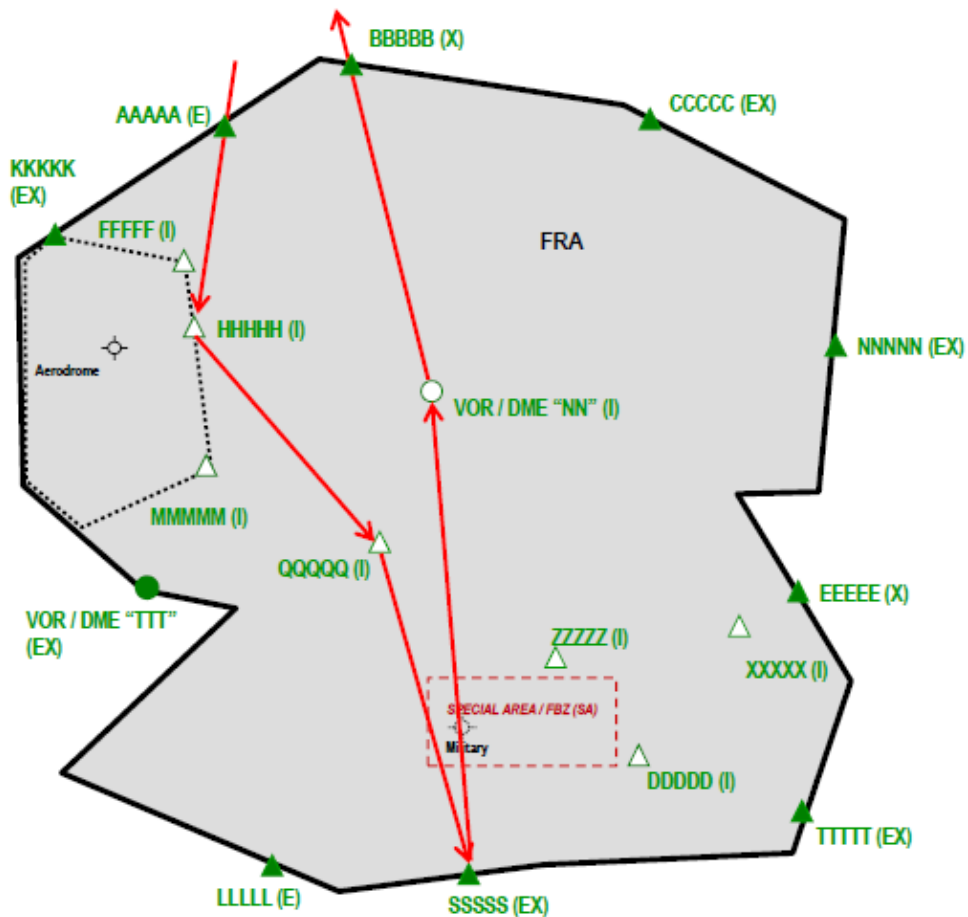 BBBBB (X)
CCCCC (EX)
AAAAA (E)
KKKKK
(EX)
FFFFF (I)
FRA
HHHHH (I)
NNNNN (EX)
Aerodrome
VOR / DME “NN” (I)
MMMMM (I)
QQQQQ (I)
EEEEE (X)
VOR / DME “TTT”
(EX)
ZZZZZ (I)
XXXXX (I)
SPECIAL AREA / FBZ (SA)
Military
DDDDD (I)
TTTTT (EX)
LLLLL (E)
SSSSS (EX)